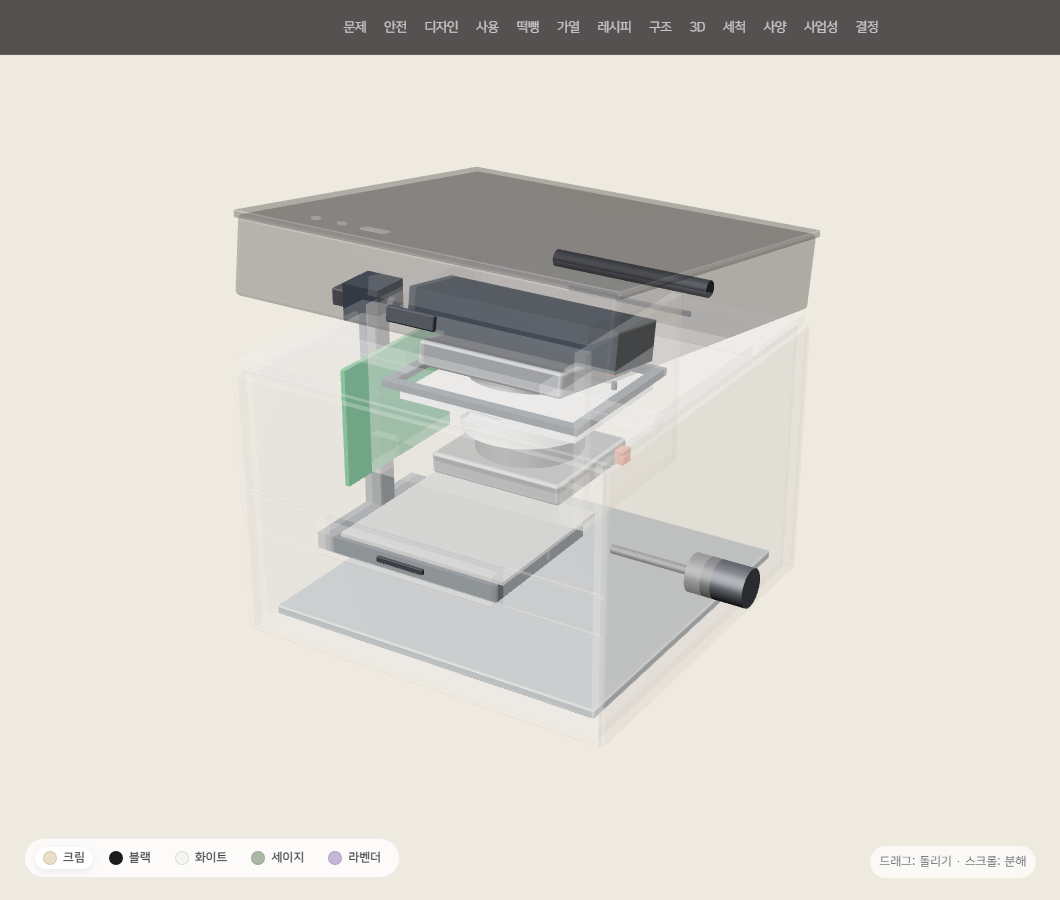 문제 안전 디자인 사용 떡뻥 가열 레시피 구조 3D 세척 사양 사업성 결정
크림 블랙 화이트 세이지 라벤더
드래그: 돌리기 · 스크롤: 분해